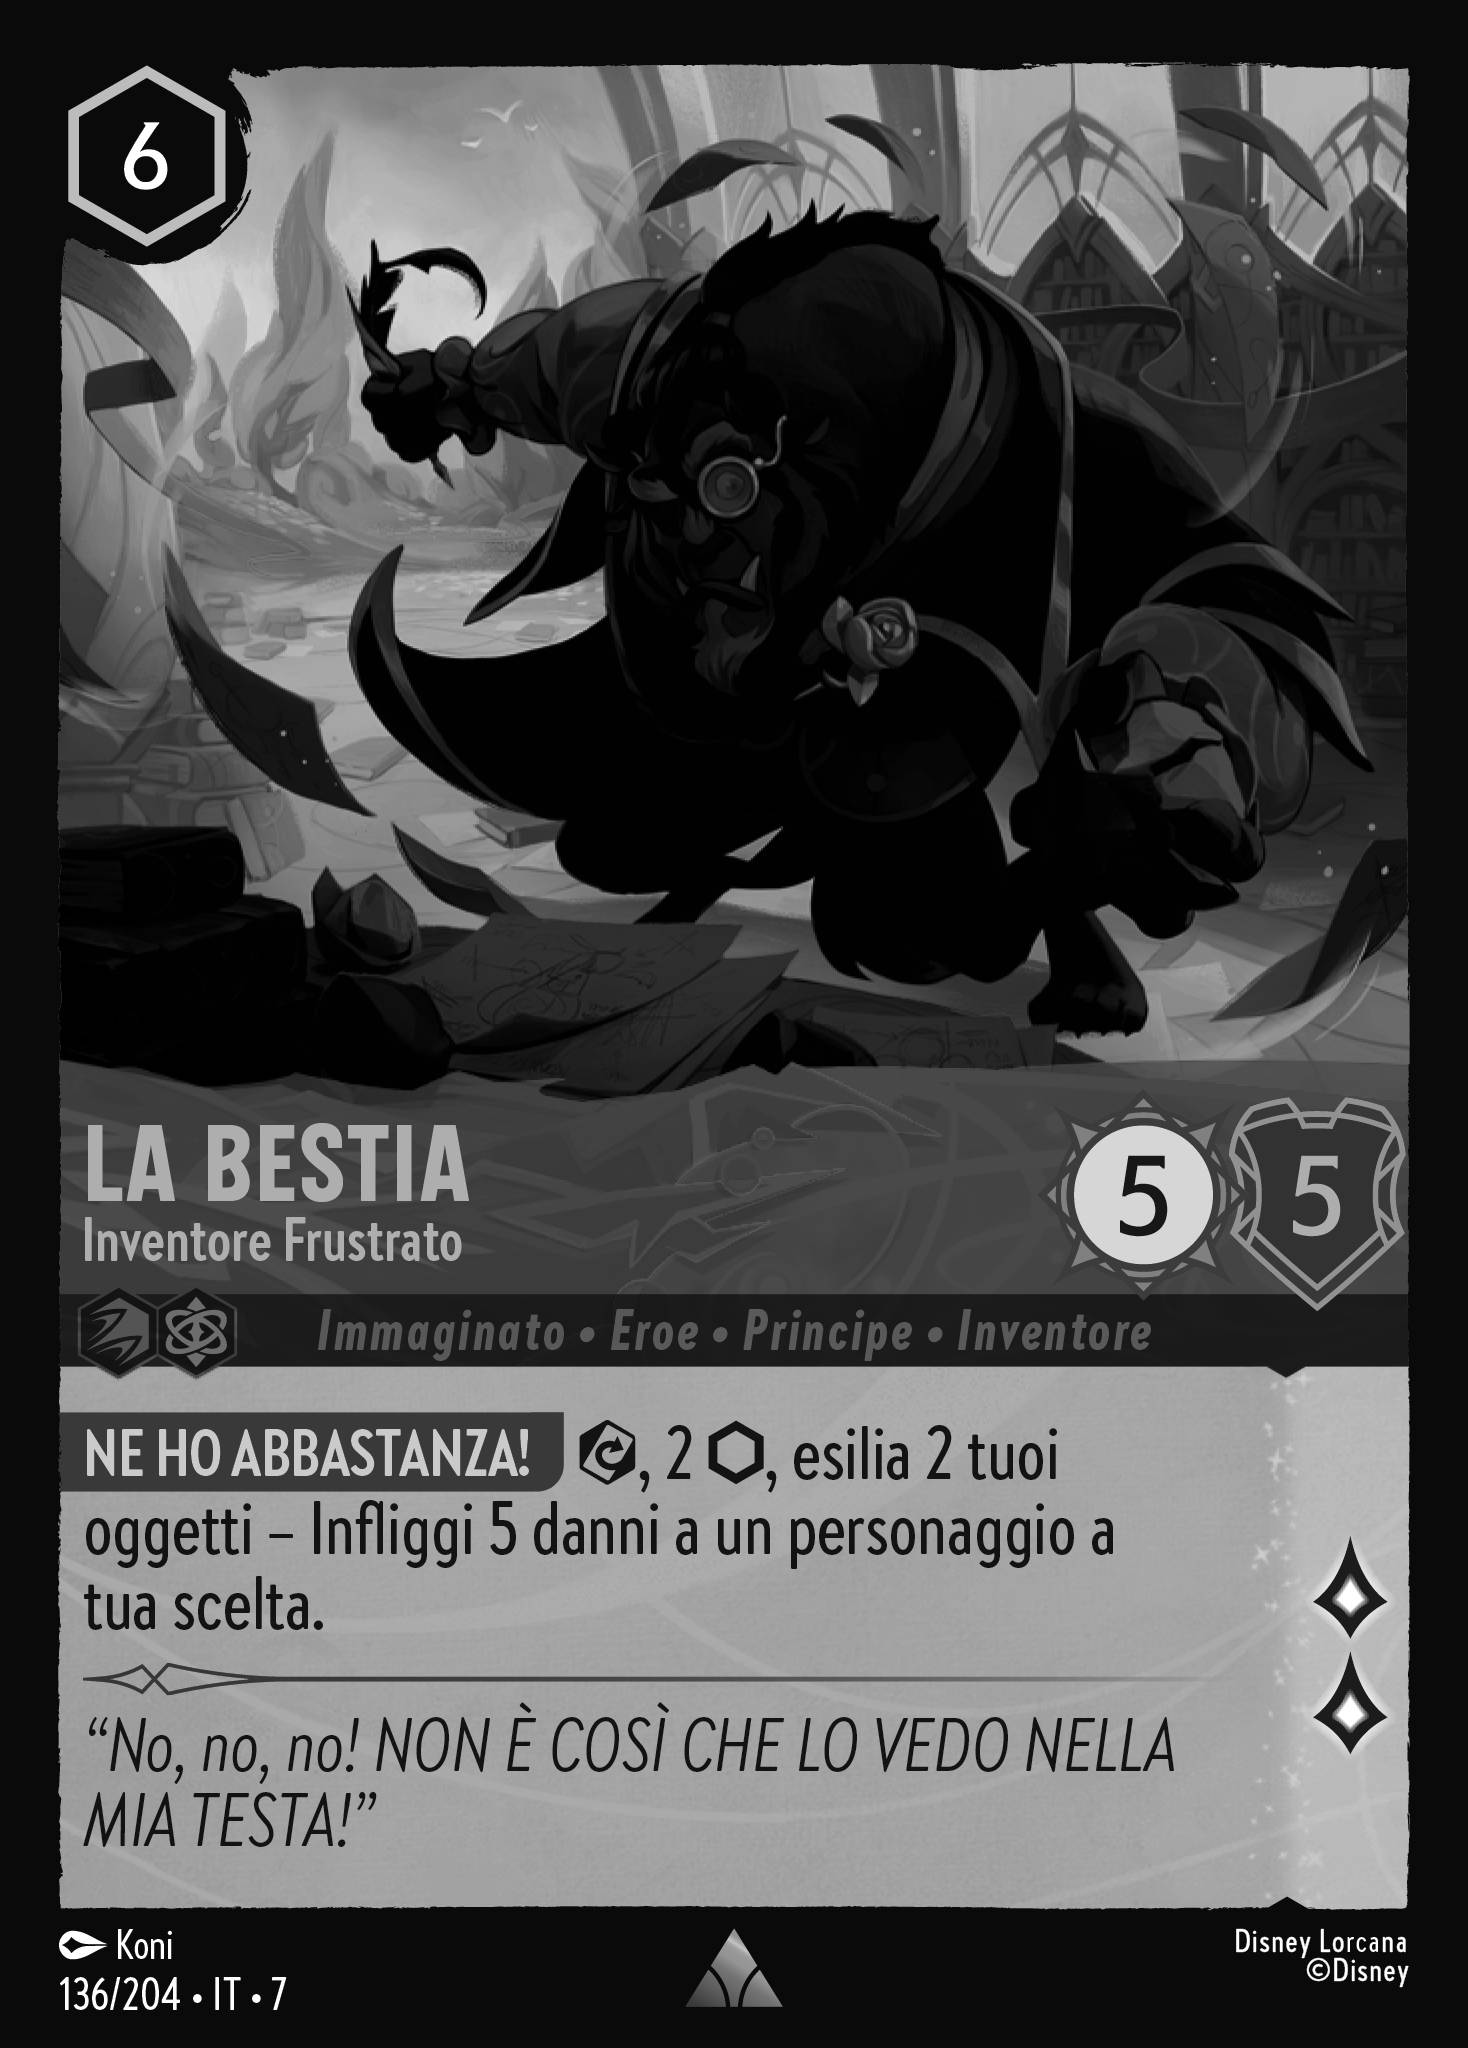 6
LA BESTIA
Inventore Frustrato
5
5
Immaginato • Eroe • Principe • Inventore
NE HO ABBASTANZA! , 2 , esilia 2 tuoi
oggetti – Infliggi 5 danni a un personaggio a
tua scelta.
“No, no, no! NON È COSÌ CHE LO VEDO NELLA
MIA TESTA!”
Koni
136/204 • IT • 7
Disney Lorcana
©Disney